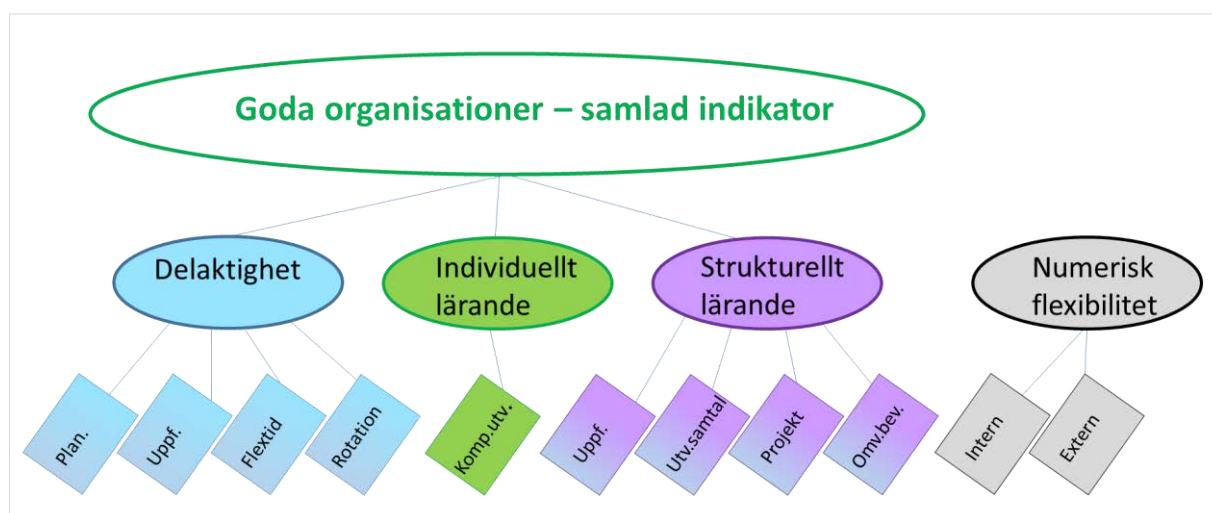 Goda organisationer – samlad indikator
Delaktighet
Individuellt
lärande
Strukturellt
lärande
Numerisk
flexibilitet
Plan.
Uppf.
Flextid
Rotation
Komp.utv.
Uppf.
Utv.samtal
Projekt
Omv.bev.
Intern
Extern